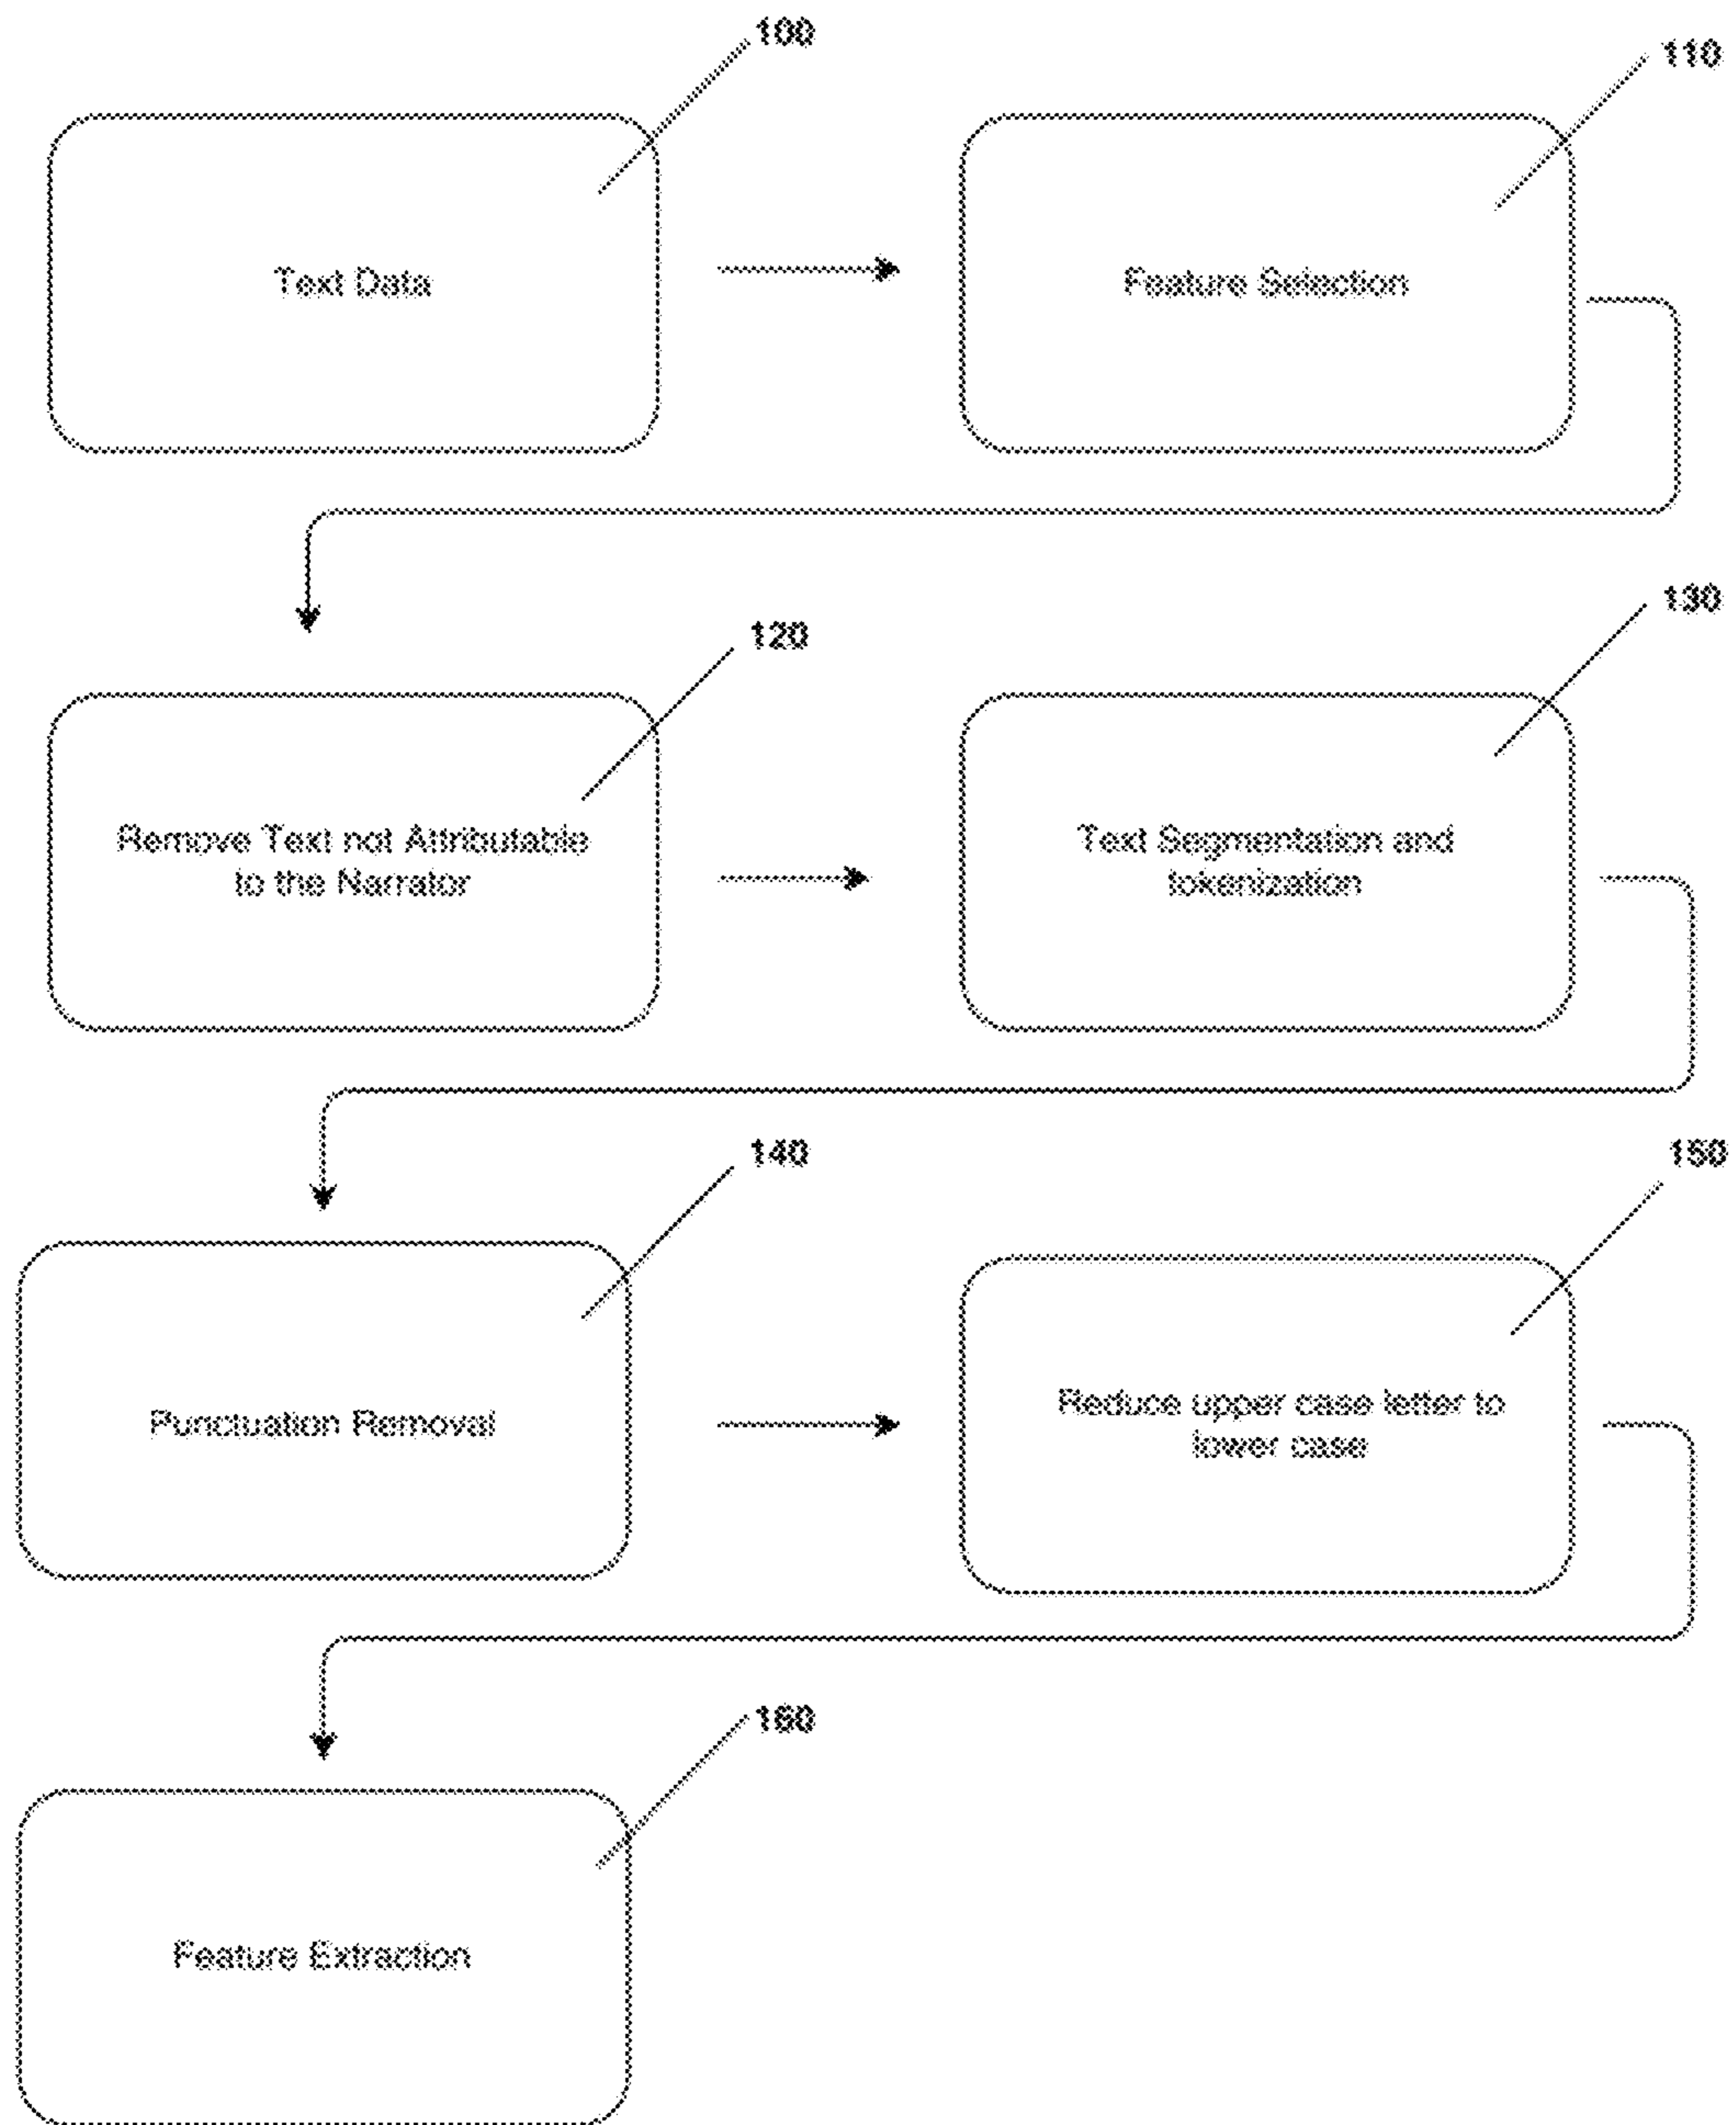 100
110
Text Data
Feature Selection
120
130
Remove Text not Attributable
to the Narrator
Text Segmentation and
tokenization
140
150
Punctuation Removal
Reduce upper case letter to
lower case
160
Feature Extraction